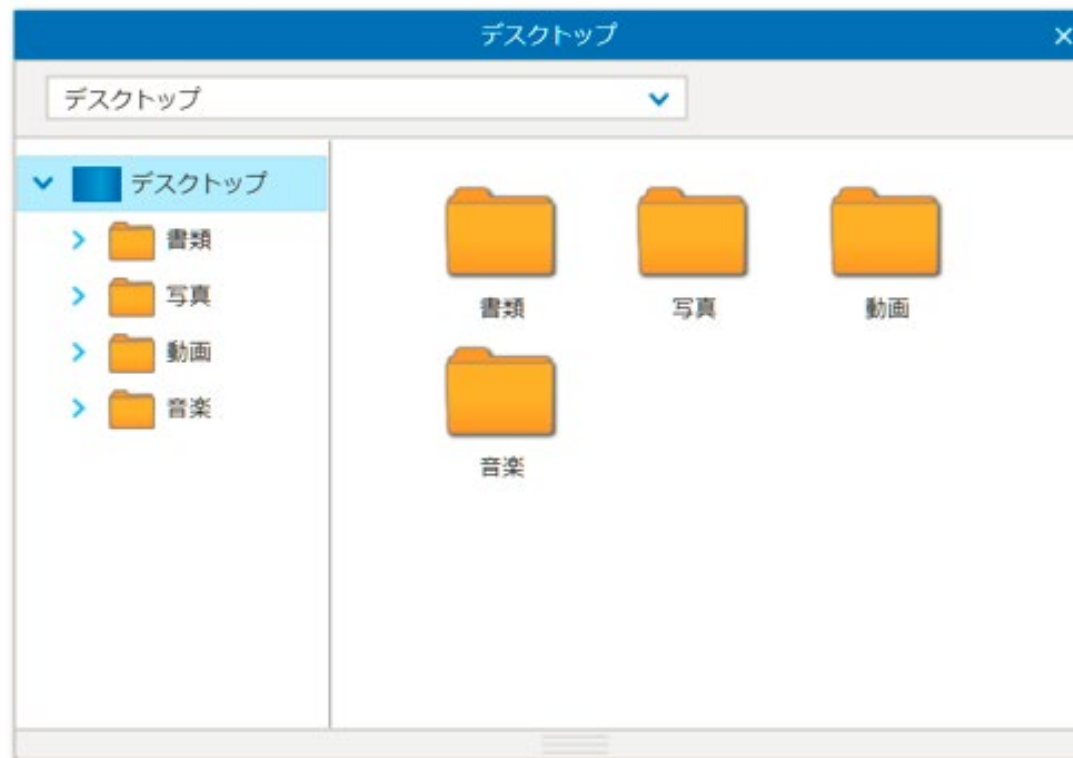 デスクトップ
デスクトップ
デスクトップ
書類
写真
動画
音楽
書類 写真 動画
音楽